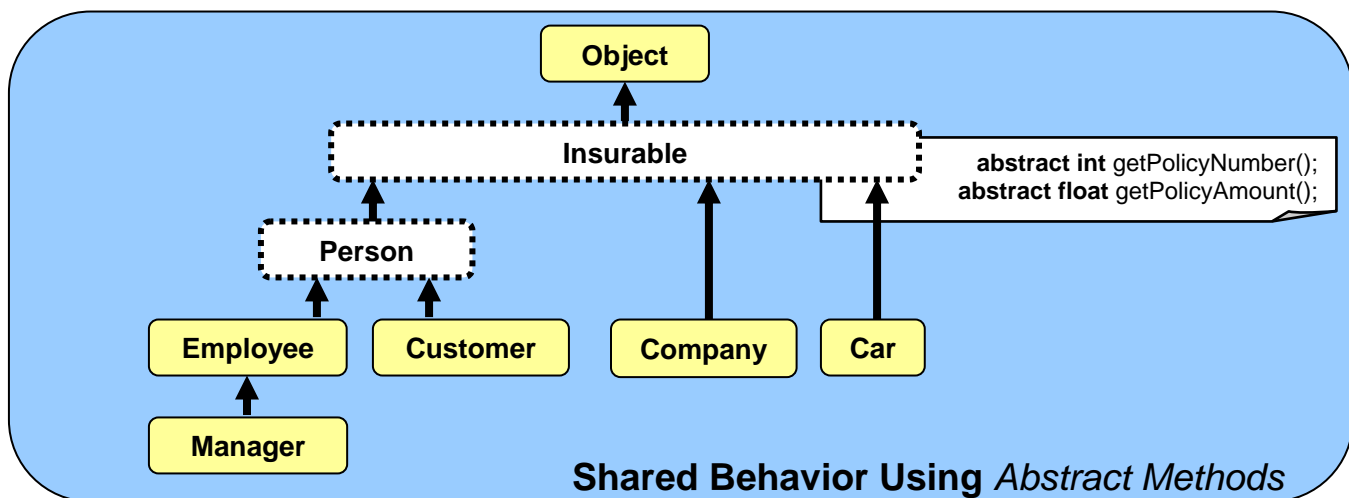 Object
Insurable
abstract int getPolicyNumber();
abstract float getPolicyAmount();
Person
Employee
Customer
Company
Car
Manager
Shared Behavior Using Abstract Methods